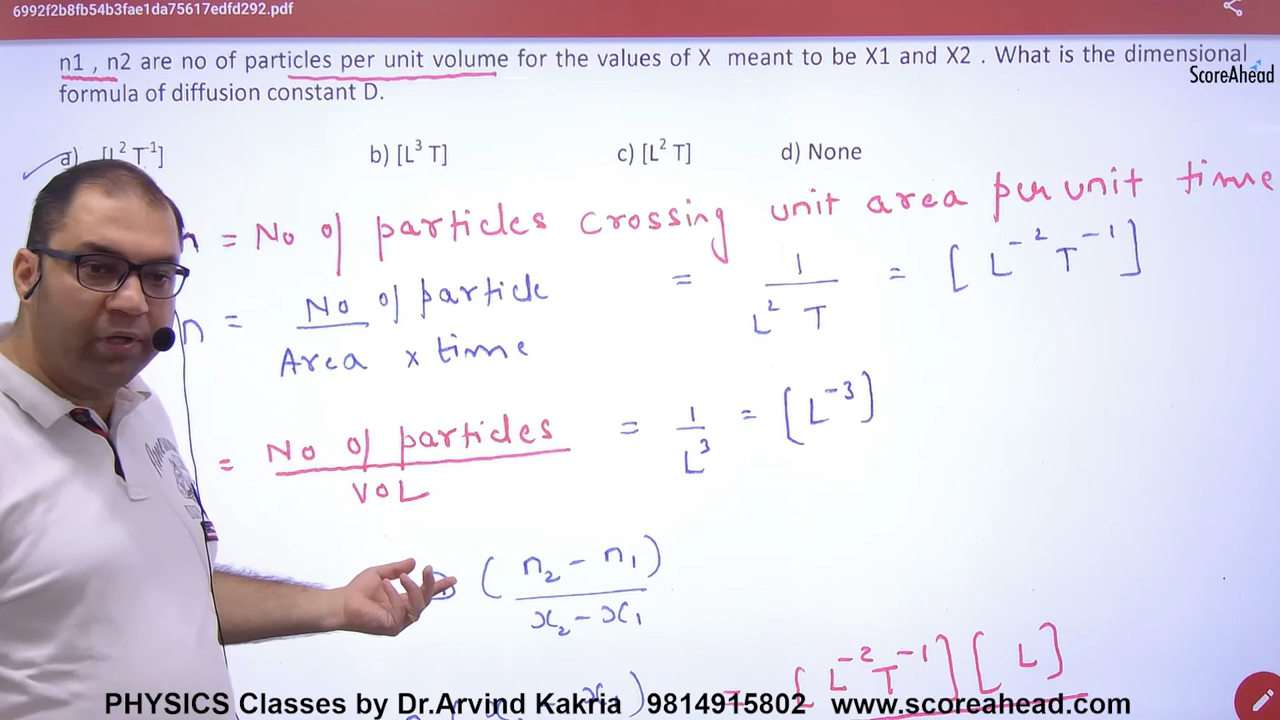 6992f2b8fb54b3fae1da75617edfd292.pdf
n1 , n2 are no of particles per unit volume for the values of X meant to be X1 and X2 . What is the dimensional
ScoreAhead
formula of diffusion constant D.
a) [L² T¹] b) [L³ T] c) [L² T] d) None
n = No of particles crossing unit area per unit time
n = No of particle / Area x time = 1 / L² T = [L⁻² T⁻¹]
= No of particles / VOL = 1 / L³ = [L⁻³]
(n₂ - n₁) / x₂ - x₁
= [L⁻² T⁻¹] [L]
PHYSICS Classes by Dr.Arvind Kakria 9814915802 www.scoreahead.com